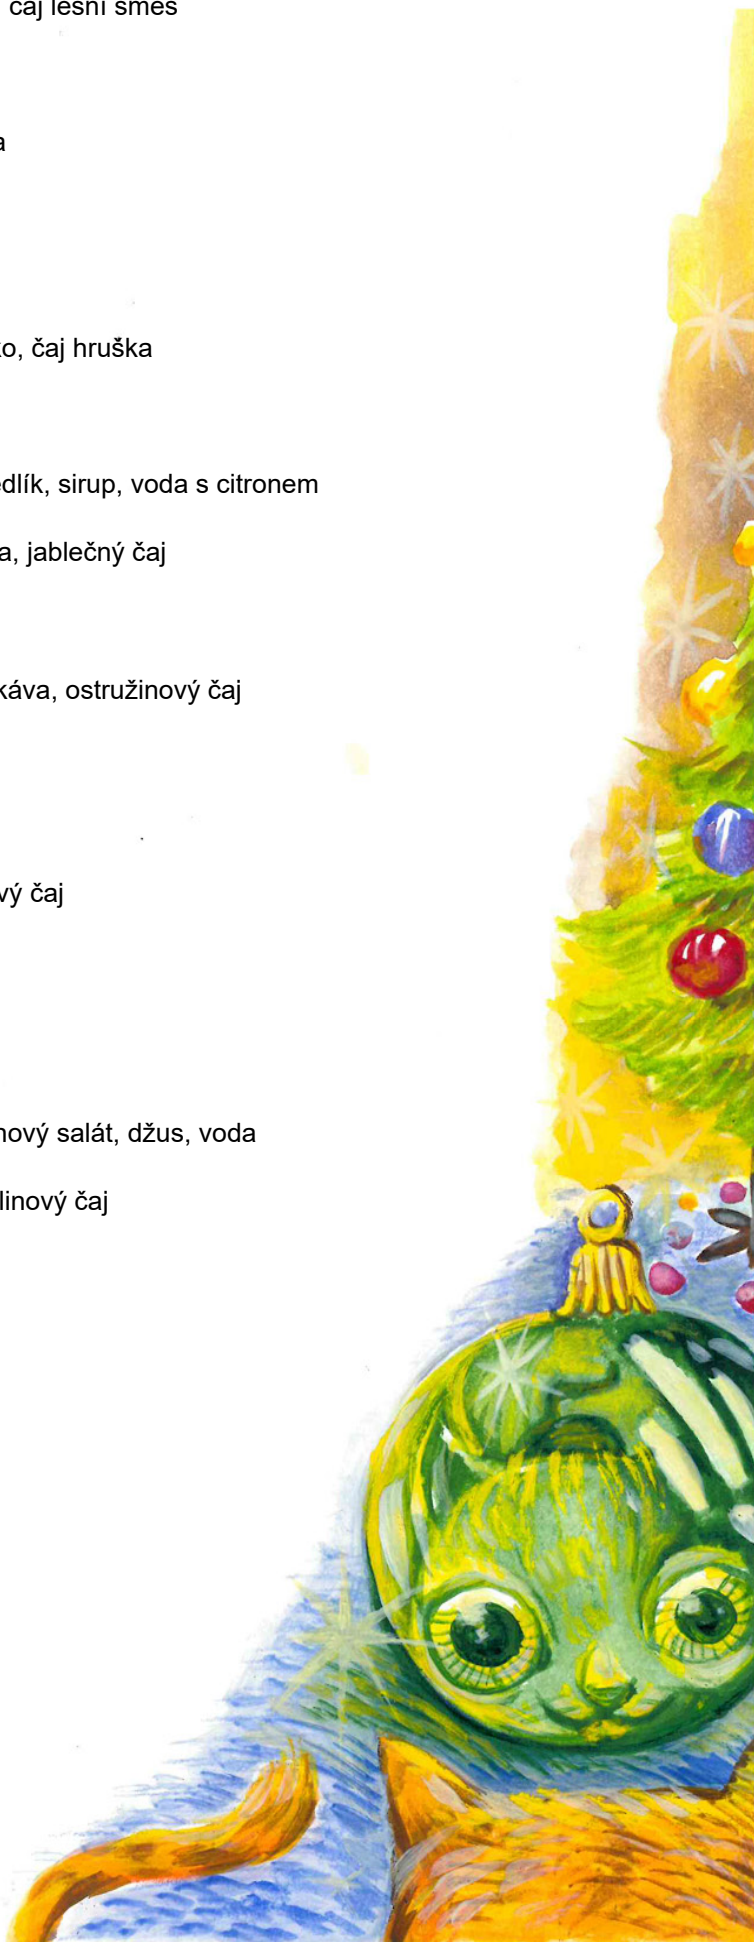 čaj lesní směs
a
o, čaj hruška
dlík, sirup, voda s citronem
a, jablečný čaj
káva, ostružinový čaj
vý čaj
nový salát, džus, voda
linový čaj